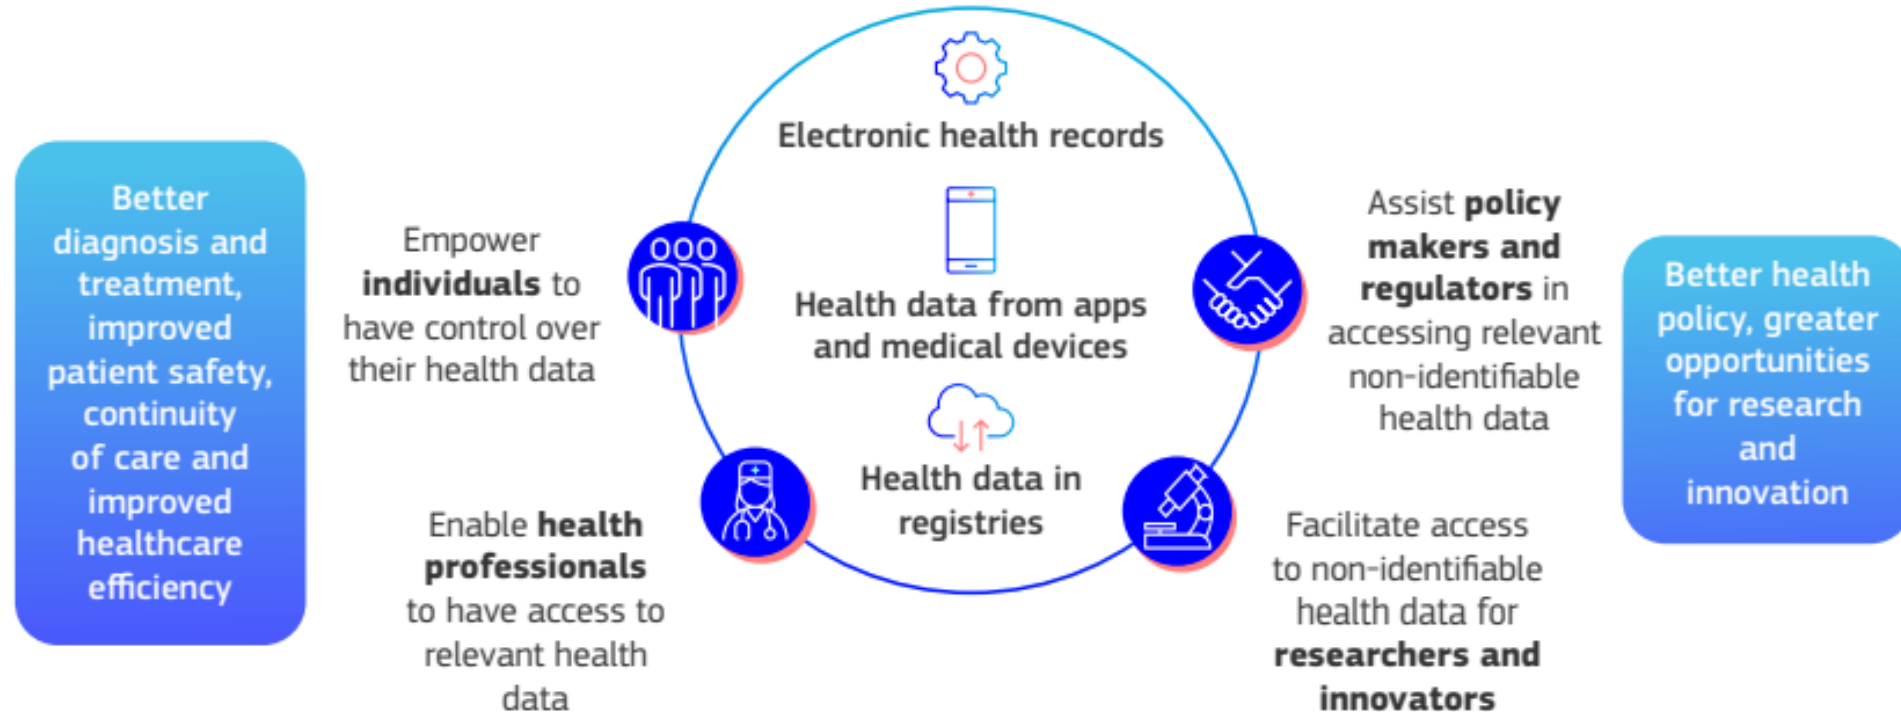 Better
diagnosis and
treatment,
improved
patient safety,
continuity
of care and
improved
healthcare
efficiency
Empower
individuals to
have control over
their health data
Enable health
professionals
to have access to
relevant health
data
Electronic health records
Health data from apps
and medical devices
Health data in
registries
Assist policy
makers and
regulators in
accessing relevant
non-identifiable
health data
Facilitate access
to non-identifiable
health data for
researchers and
innovators
Better health
policy, greater
opportunities
for research
and
innovation